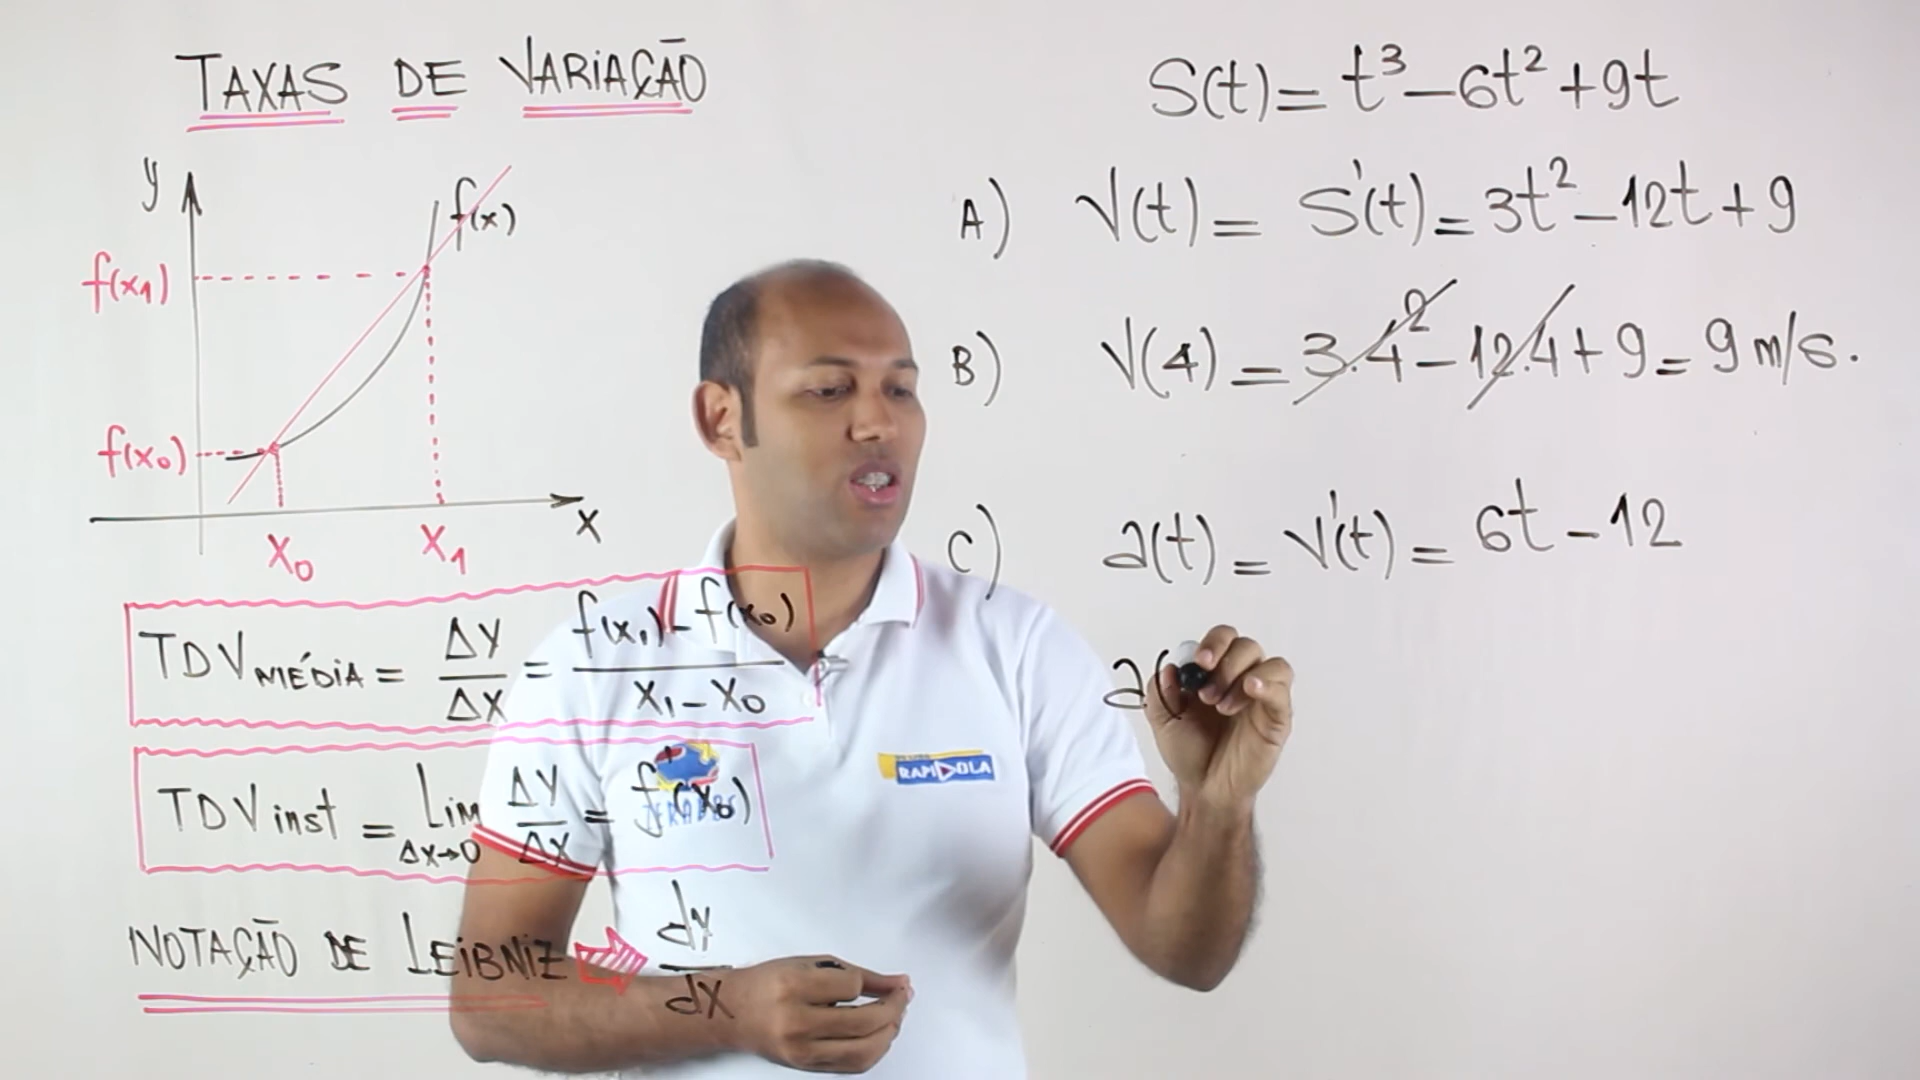 TAXAS DE VARIAÇÃO
y
f(x)
f(x₁)
f(x₀)
x
x₀ x₁
TDV MÉDIA = Δy/Δx = f(x₁) - f(x₀) / x₁ - x₀
TDV inst = Lim Δx→0 Δy/Δx = f'(x₀)
NOTAÇÃO DE LEIBNIZ ⇨ dy/dx
S(t) = t³ - 6t² + 9t
A) V(t) = S'(t) = 3t² - 12t + 9
B) V(4) = 3.4² - 12.4 + 9 = 9 m/s.
C) a(t) = V'(t) = 6t - 12
a(
RAPIDOLA